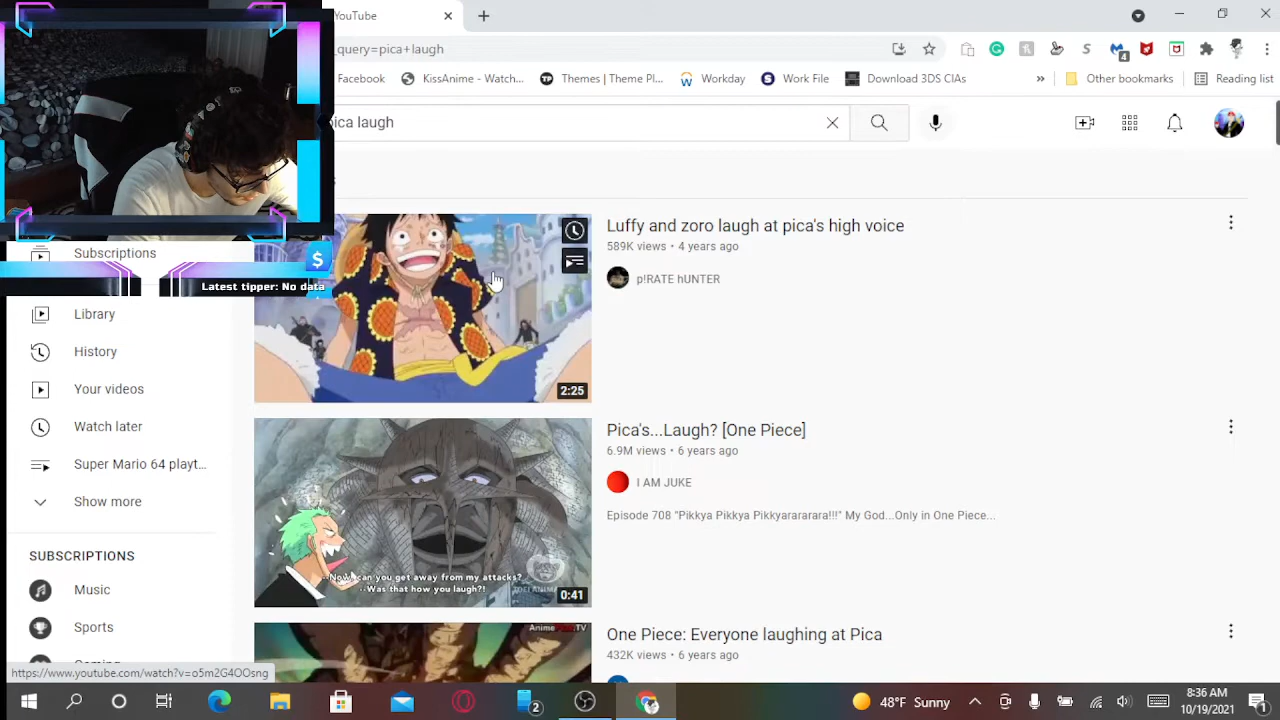 YouTube
_query=pica+laugh
4
Facebook
KissAnime - Watch...
Themes | Theme Pl...
Workday
Work File
Download 3DS CIAs
»
Other bookmarks
Reading list
ica laugh
Subscriptions
$
Latest tipper: No data
Library
History
Your videos
Watch later
Super Mario 64 playt...
Show more
SUBSCRIPTIONS
Music
Sports
2:25
Luffy and zoro laugh at pica's high voice
589K views • 4 years ago
p!RATE hUNTER
Now, can you get away from my attacks?
--Was that how you laugh?!
0:41
Pica's...Laugh? [One Piece]
6.9M views • 6 years ago
I AM JUKE
Episode 708 "Pikkya Pikkya Pikkyarararara!!!" My God...Only in One Piece...
One Piece: Everyone laughing at Pica
432K views • 6 years ago
https://www.youtube.com/watch?v=o5m2G4OOsng
2
48°F Sunny
8:36 AM
10/19/2021
1